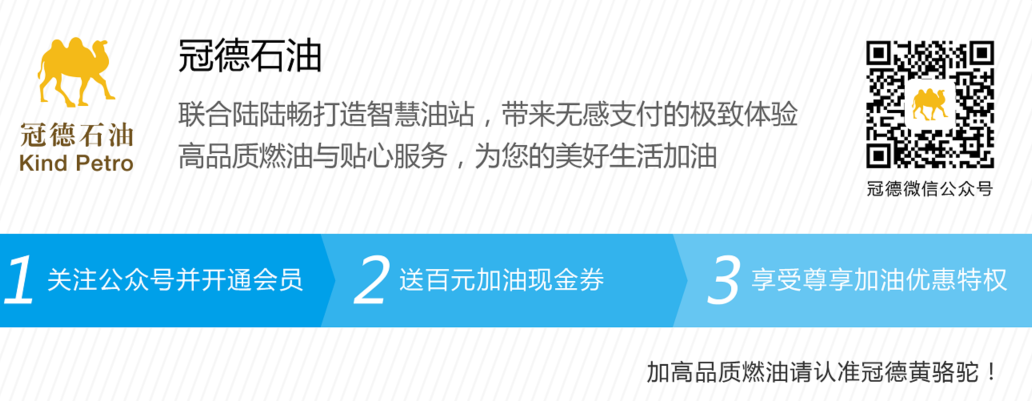 冠德石油
Kind Petro
冠德石油
联合陆陆畅打造智慧油站，带来无感支付的极致体验
高品质燃油与贴心服务，为您的美好生活加油
冠德微信公众号
1 关注公众号并开通会员
2 送百元加油现金券
3 享受尊享加油优惠特权
加高品质燃油请认准冠德黄骆驼！